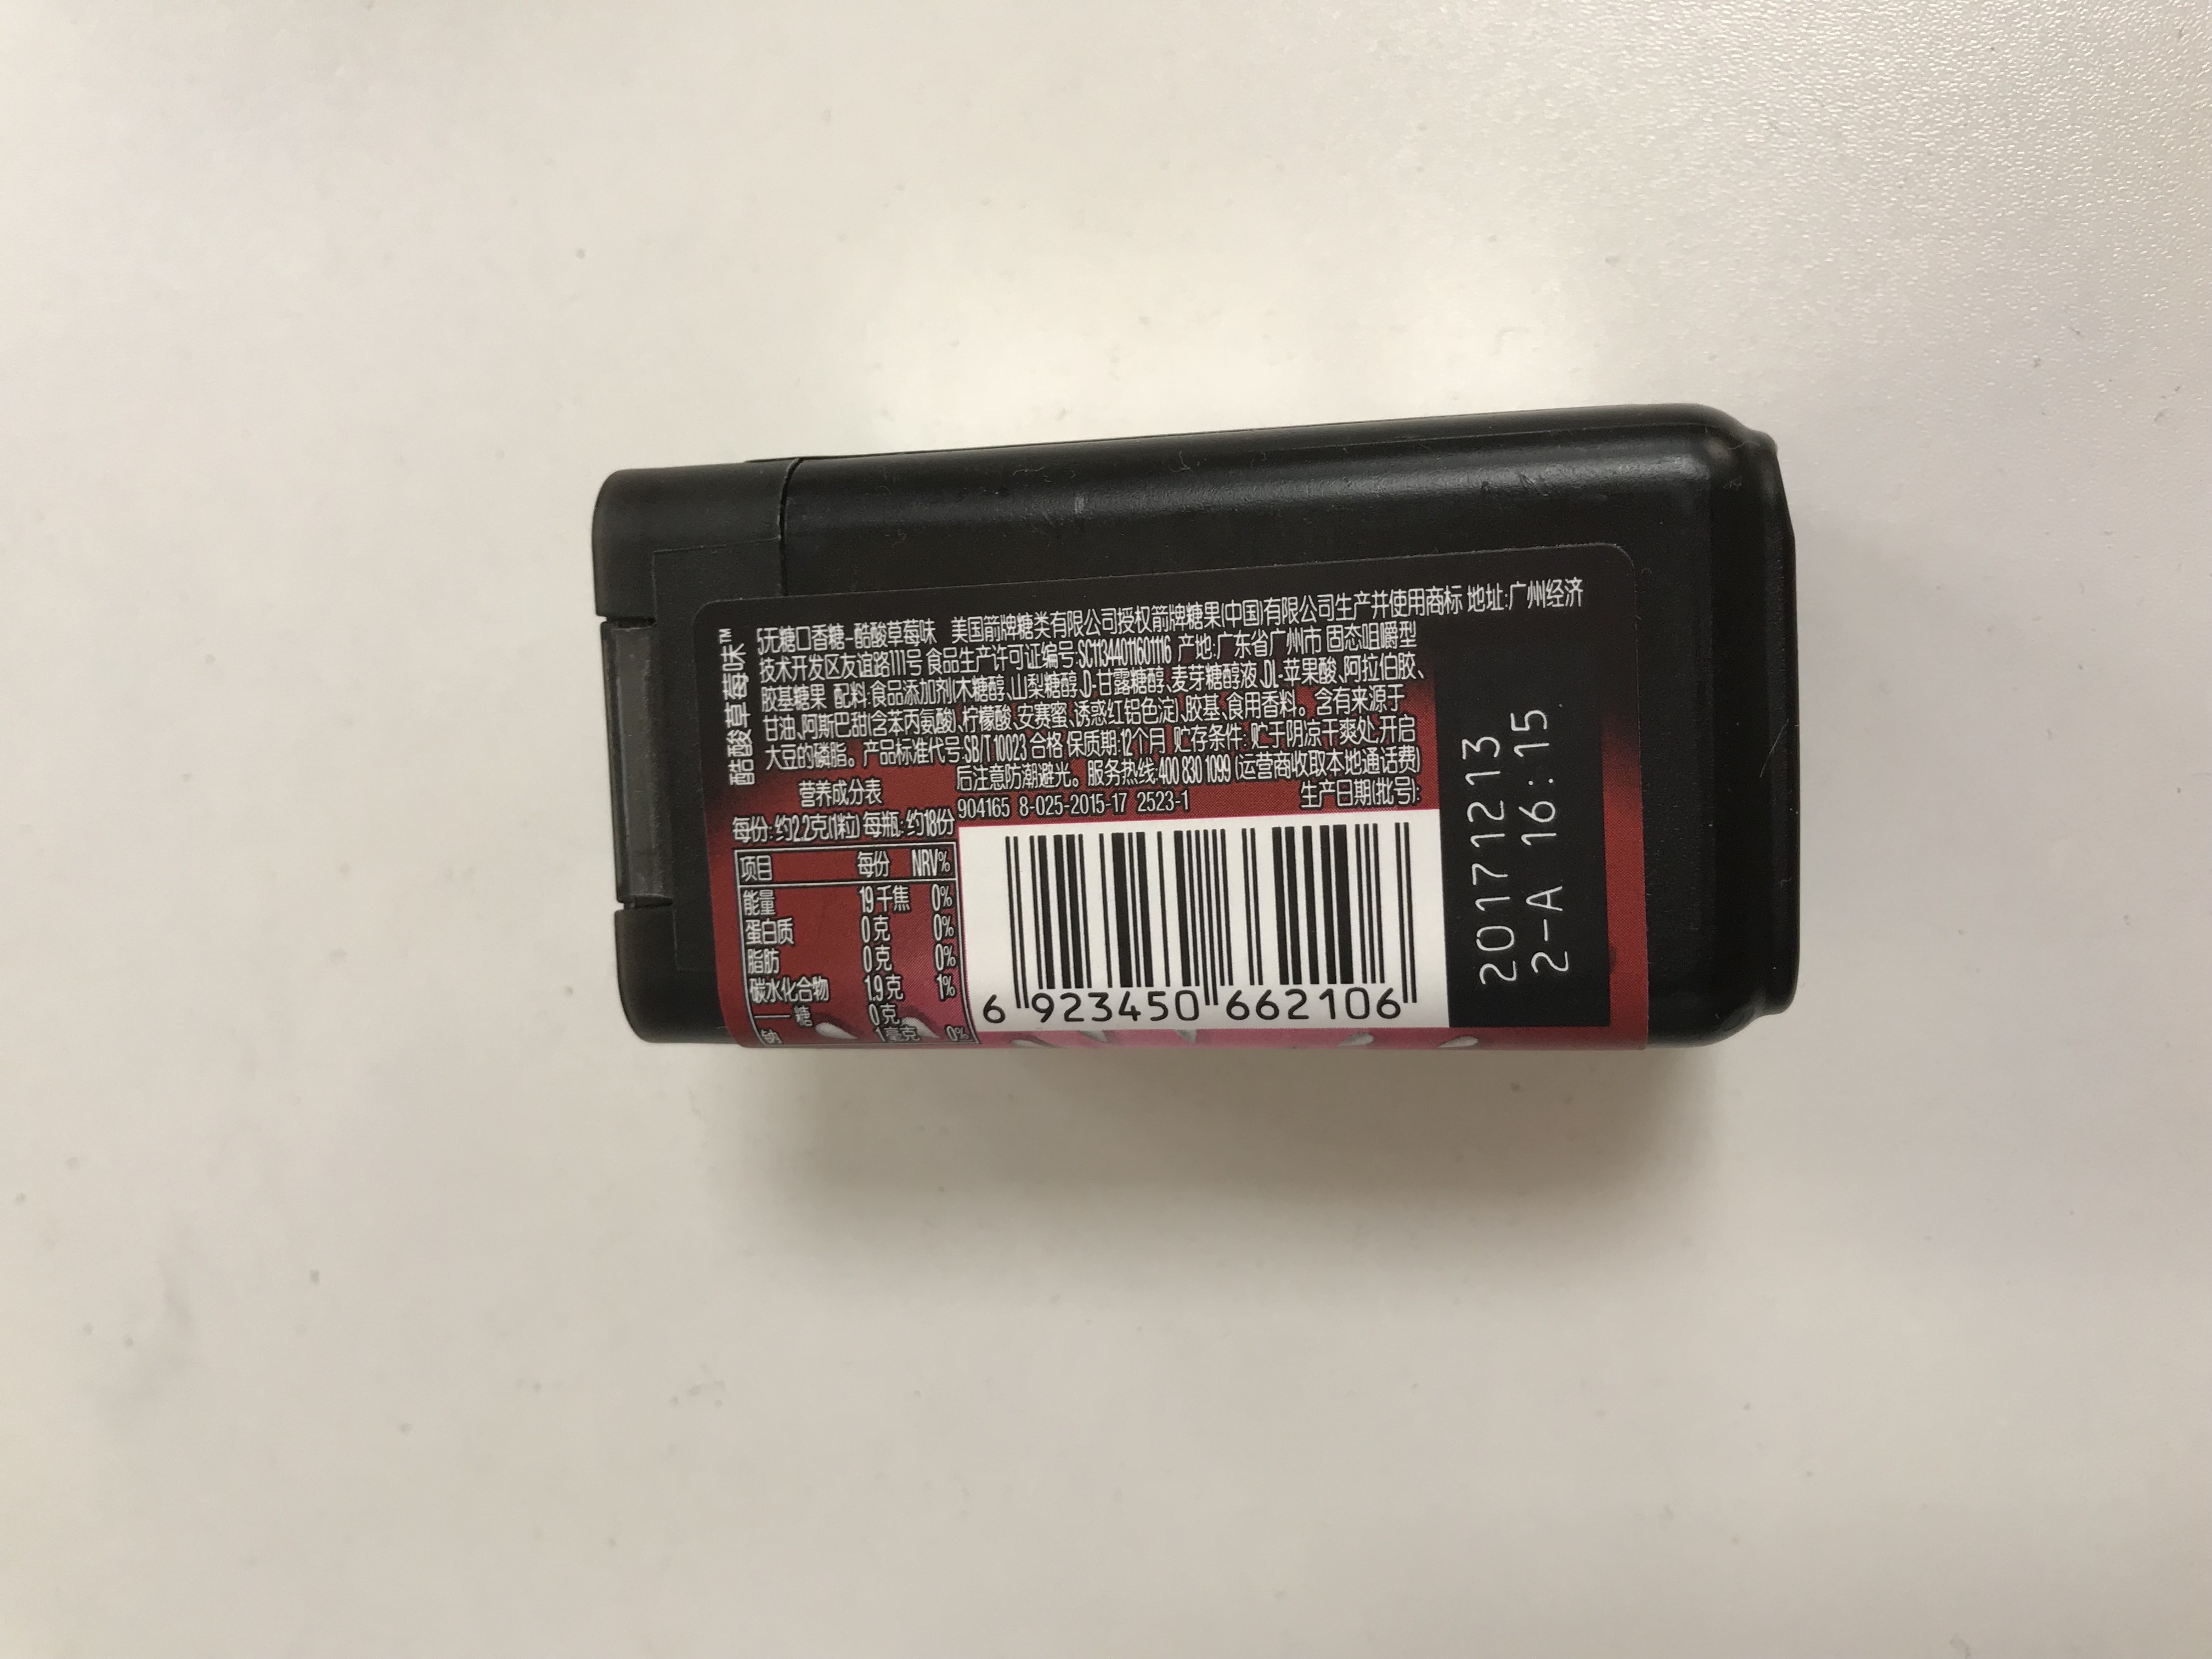 酷酸草莓味™
5无糖口香糖-酷酸草莓味 美国箭牌糖类有限公司授权箭牌糖果(中国)有限公司生产并使用商标 地址:广州经济
技术开发区友谊路111号 食品生产许可证编号:SC11344011601116 产地:广东省广州市 固态咀嚼型
胶基糖果 配料:食品添加剂(木糖醇、山梨糖醇、D-甘露糖醇、麦芽糖醇液、DL-苹果酸、阿拉伯胶、
甘油、阿斯巴甜(含苯丙氨酸)、柠檬酸、安赛蜜、诱惑红铝色淀)、胶基、食用香料。含有来源于
大豆的磷脂。产品标准代号:SB/T 10023 合格 保质期:12个月 贮存条件: 贮于阴凉干爽处,开启
后注意防潮避光。服务热线:400 830 1099 (运营商收取本地通话费)
904165 8-025-2015-17 2523-1 生产日期(批号):
营养成分表
每份: 约2.2克(1粒) 每瓶: 约18份
项目 每份 NRV%
能量 19 千焦 0%
蛋白质 0 克 0%
脂肪 0 克 0%
碳水化合物 1.9 克 1%
—— 糖 0 克
钠 1 毫克 0%
6 923450 662106
20171213
2-A 16:15